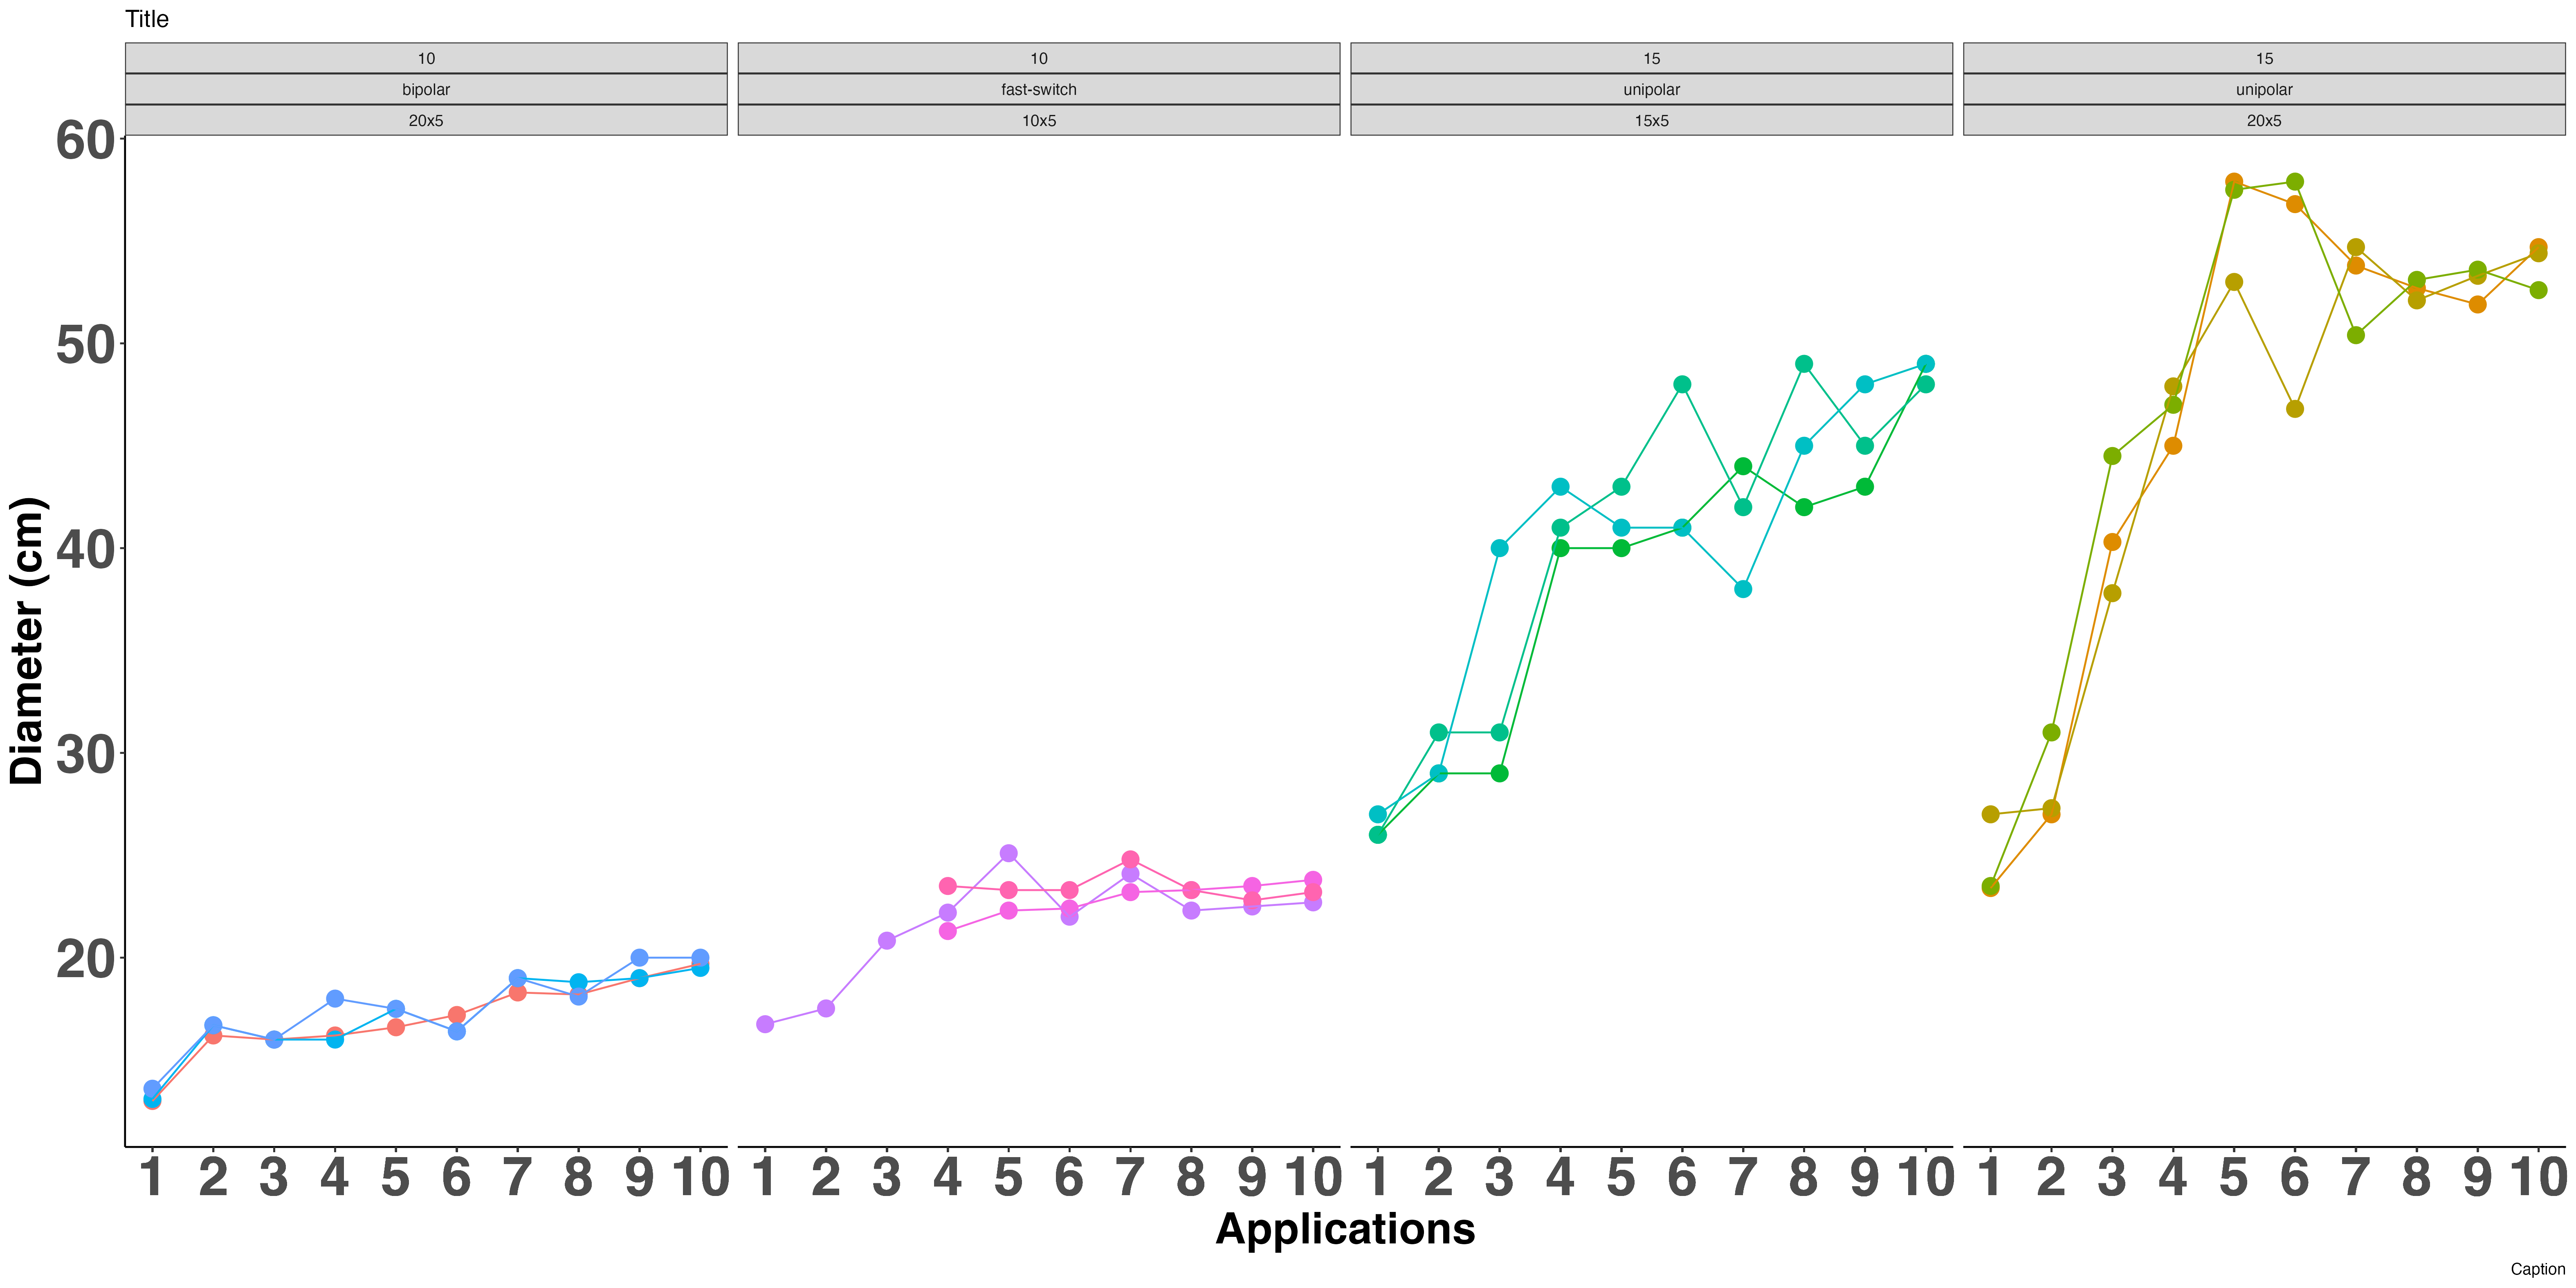 Title
10 10 15 15
bipolar fast-switch unipolar unipolar
20x5 10x5 15x5 20x5
60
50
40
30
20
Diameter (cm)
1 2 3 4 5 6 7 8 9 10 1 2 3 4 5 6 7 8 9 10 1 2 3 4 5 6 7 8 9 10 1 2 3 4 5 6 7 8 9 10
Applications
Caption